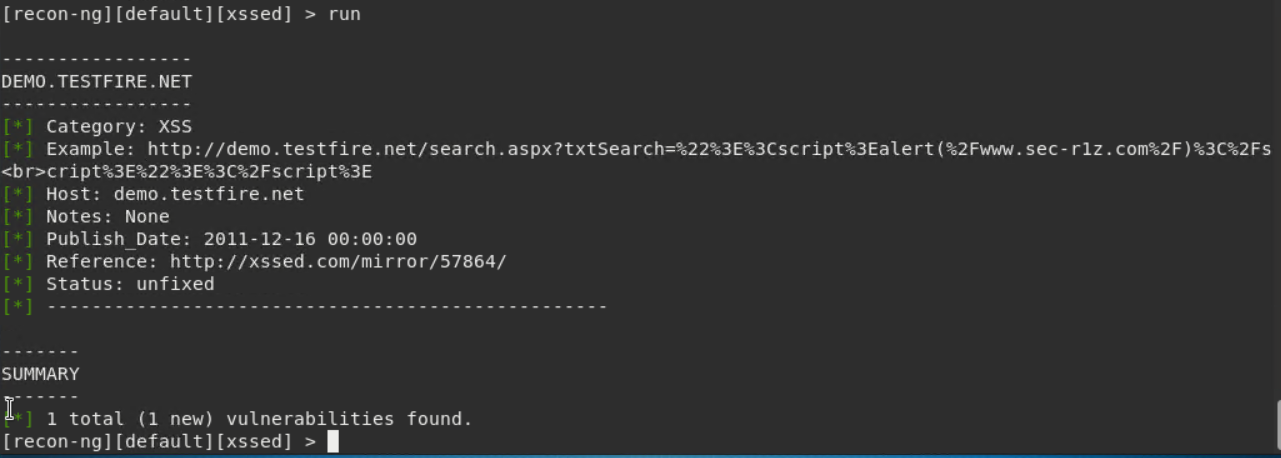 [recon-ng][default][xssed] > run
-----------------
DEMO.TESTFIRE.NET
-----------------
[*] Category: XSS
[*] Example: http://demo.testfire.net/search.aspx?txtSearch=%22%3E%3Cscript%3Ealert(%2Fwww.sec-r1z.com%2F)%3C%2Fs
<br>cript%3E%22%3E%3C%2Fscript%3E
[*] Host: demo.testfire.net
[*] Notes: None
[*] Publish_Date: 2011-12-16 00:00:00
[*] Reference: http://xssed.com/mirror/57864/
[*] Status: unfixed
[*] --------------------------------------------------
-------
SUMMARY
-------
[*] 1 total (1 new) vulnerabilities found.
[recon-ng][default][xssed] >